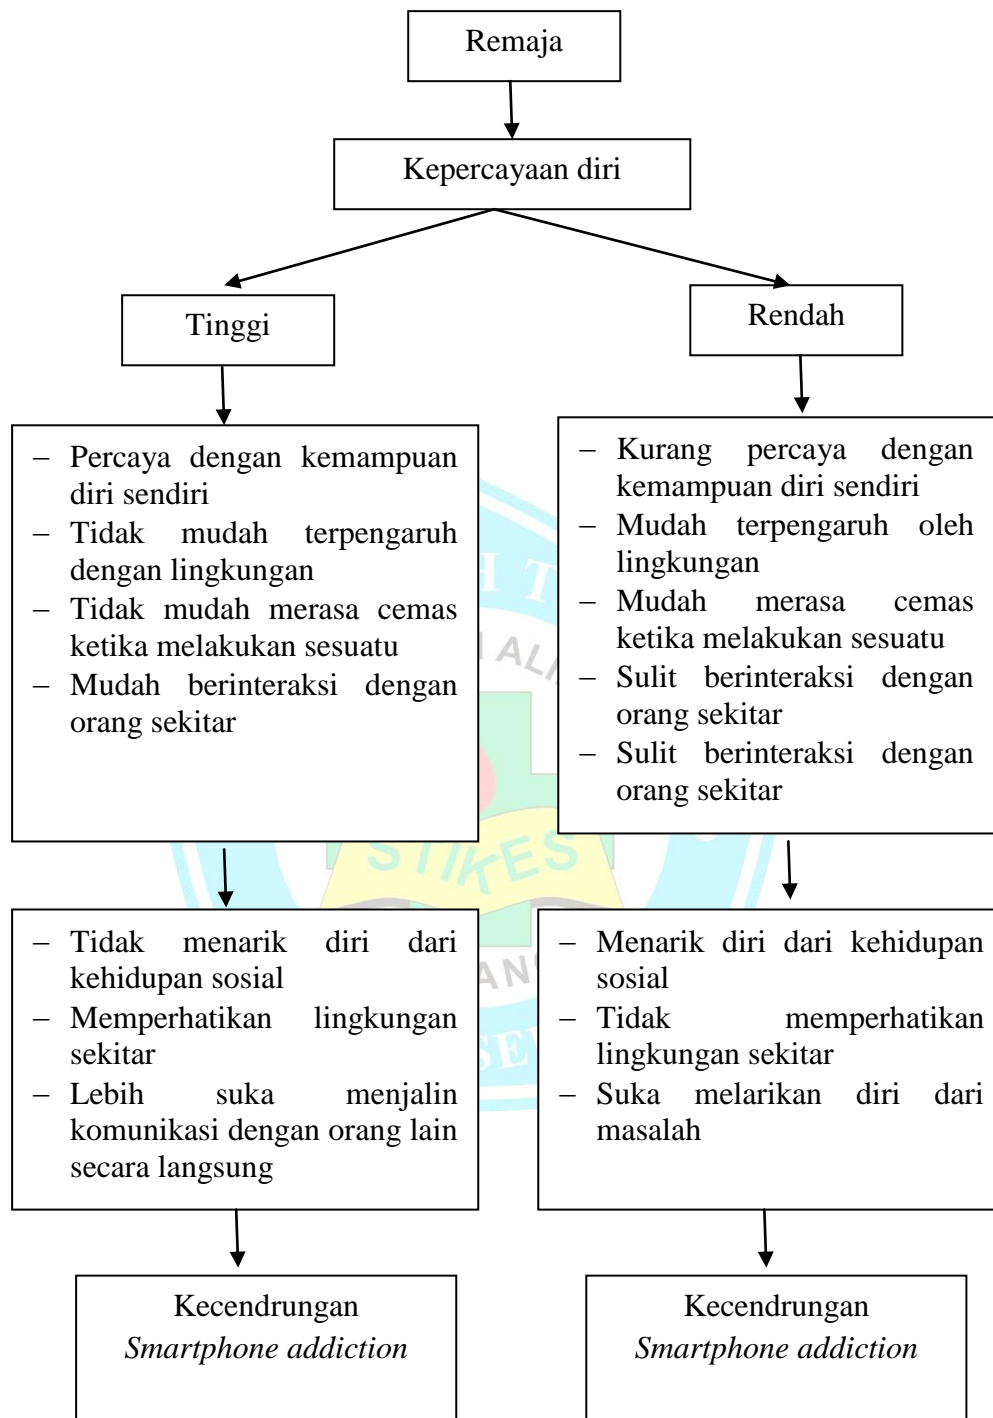 Remaja
Kepercayaan diri
Tinggi
Rendah
– Percaya dengan kemampuan
diri sendiri
– Tidak mudah terpengaruh
dengan lingkungan
– Tidak mudah merasa cemas
ketika melakukan sesuatu
– Mudah berinteraksi dengan
orang sekitar
– Kurang percaya dengan
kemampuan diri sendiri
– Mudah terpengaruh oleh
lingkungan
– Mudah merasa cemas
ketika melakukan sesuatu
– Sulit berinteraksi dengan
orang sekitar
– Sulit berinteraksi dengan
orang sekitar
STIKES
– Tidak menarik diri dari
kehidupan sosial
– Memperhatikan lingkungan
sekitar
– Lebih suka menjalin
komunikasi dengan orang lain
secara langsung
– Menarik diri dari kehidupan
sosial
– Tidak memperhatikan
lingkungan sekitar
– Suka melarikan diri dari
masalah
Kecendrungan
Smartphone addiction
Kecendrungan
Smartphone addiction